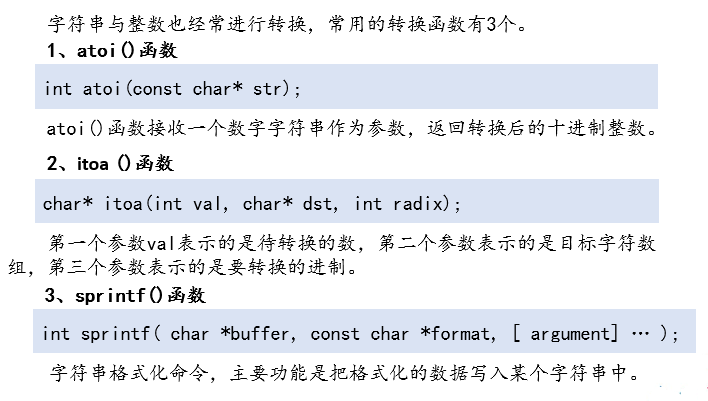 字符串与整数也经常进行转换，常用的转换函数有3个。
1、atoi()函数
int atoi(const char* str);
atoi()函数接收一个数字字符串作为参数，返回转换后的十进制整数。
2、itoa ()函数
char* itoa(int val, char* dst, int radix);
第一个参数val表示的是待转换的数，第二个参数表示的是目标字符数
组，第三个参数表示的是要转换的进制。
3、sprintf()函数
int sprintf( char *buffer, const char *format, [ argument] … );
字符串格式化命令，主要功能是把格式化的数据写入某个字符串中。